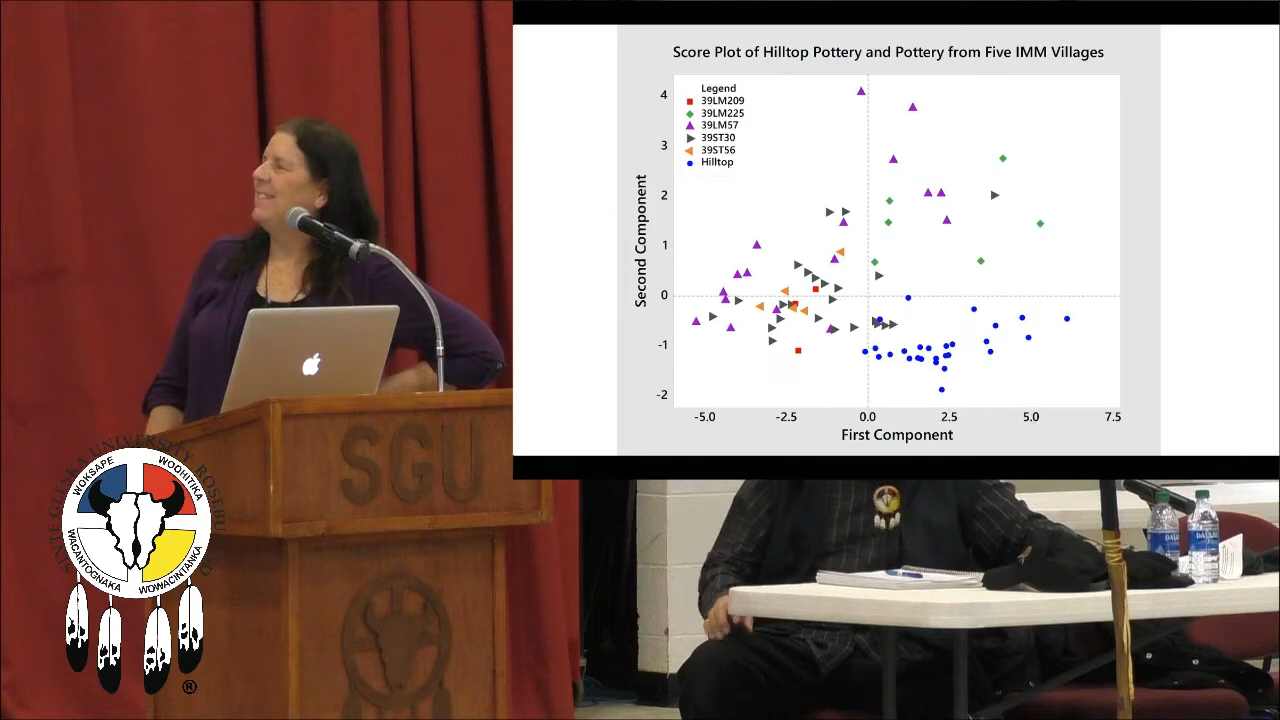 Score Plot of Hilltop Pottery and Pottery from Five IMM Villages
Legend
39LM209
39LM225
39LM57
39ST30
39ST56
Hilltop
4
3
2
1
0
-1
-2
Second Component
-5.0 -2.5 0.0 2.5 5.0 7.5
First Component
SGU
WOKSAPE WOOHITIKA
WACANTOGNAKA WOWACINTANKA
®